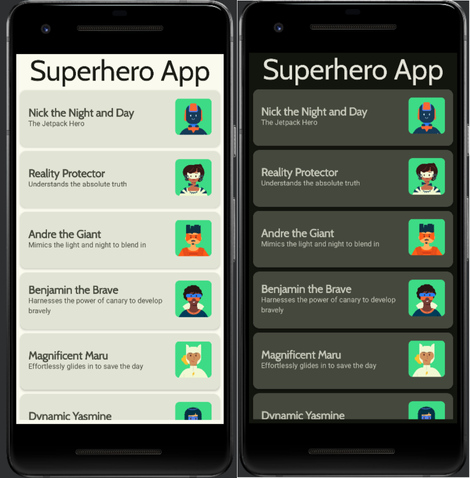 Superhero App
Nick the Night and Day
The Jetpack Hero
Reality Protector
Understands the absolute truth
Andre the Giant
Mimics the light and night to blend in
Benjamin the Brave
Harnesses the power of canary to develop
bravely
Magnificent Maru
Effortlessly glides in to save the day
Dynamic Yasmine
Superhero App
Nick the Night and Day
The Jetpack Hero
Reality Protector
Understands the absolute truth
Andre the Giant
Mimics the light and night to blend in
Benjamin the Brave
Harnesses the power of canary to develop
bravely
Magnificent Maru
Effortlessly glides in to save the day
Dynamic Yasmine